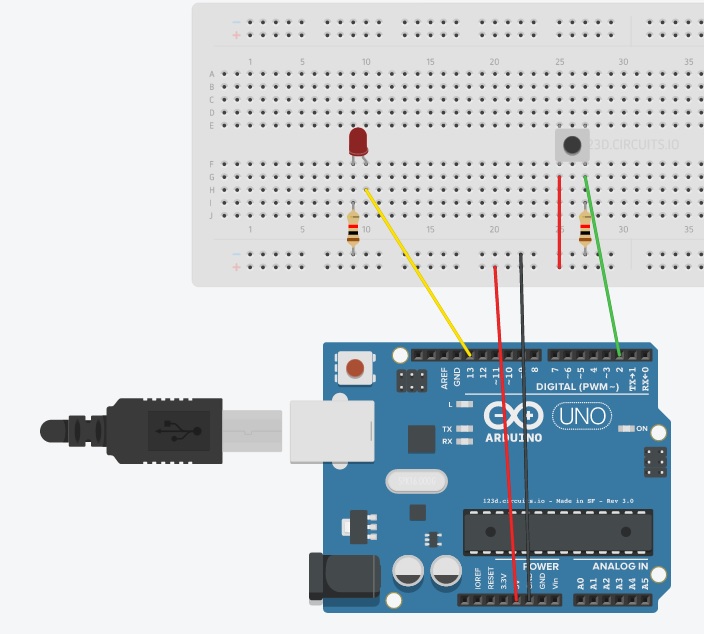 1 5 10 15 20 25 30 35
A
B
C
D
E
123D.CIRCUITS.IO
F
G
H
I
J
1 5 10 15 20 25 30 35
AREF GND 13 12 ~11 ~10 ~9 8 7 ~6 ~5 4 ~3 2 TX→1 RX←0
DIGITAL (PWM~)
L
TX
RX
ARDUINO
UNO
ON
123d.circuits.io - Made in SF - Rev 3.0
POWER
ANALOG IN
IOREF RESET 3.3V 5V GND GND Vin A0 A1 A2 A3 A4 A5